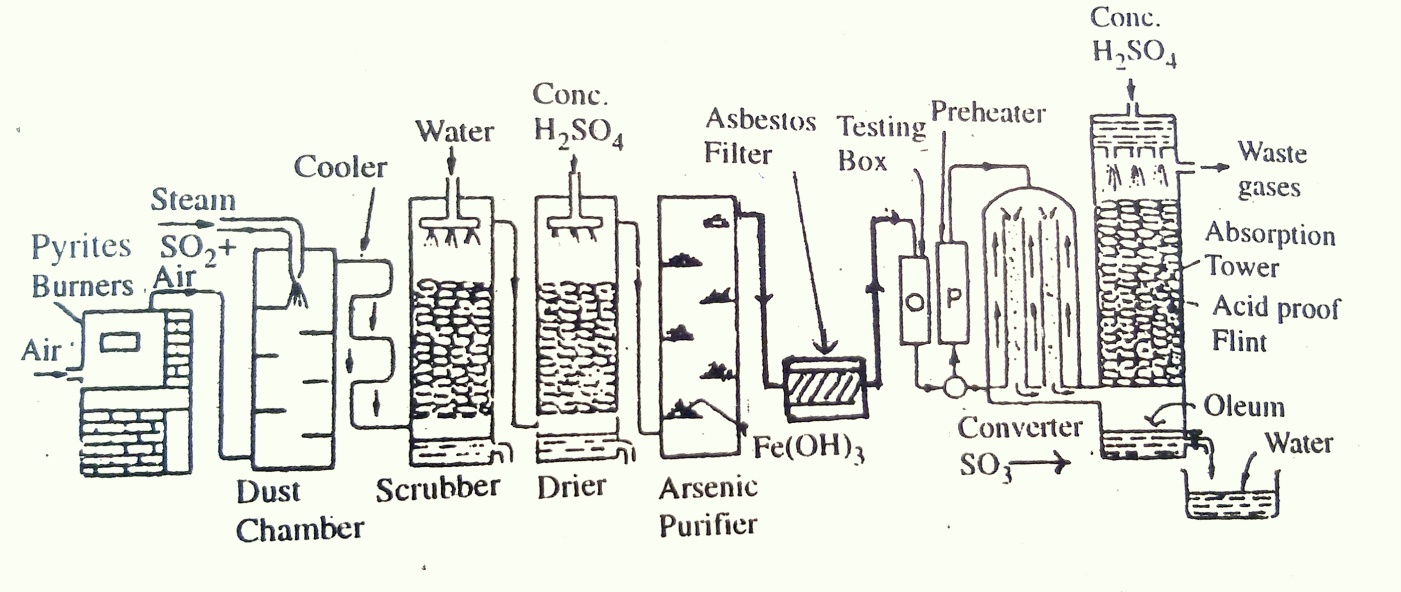 Conc.
H₂SO₄
Conc.
H₂SO₄
Water
Asbestos
Filter
Testing
Box
Preheater
Cooler
Waste
gases
Steam
SO₂+
Air
Pyrites
Burners
Air
Absorption
Tower
Acid proof
Flint
O
P
Oleum
Water
Converter
SO₃
Fe(OH)₃
Dust
Chamber
Scrubber
Drier
Arsenic
Purifier